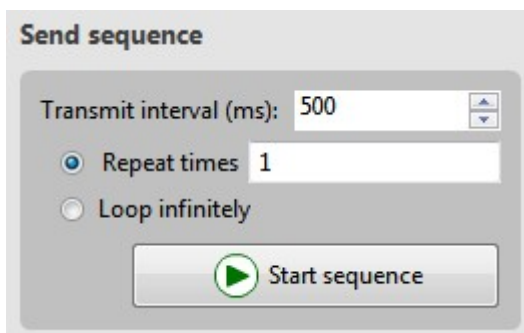 Send sequence
Transmit interval (ms): 500
Repeat times 1
Loop infinitely
Start sequence